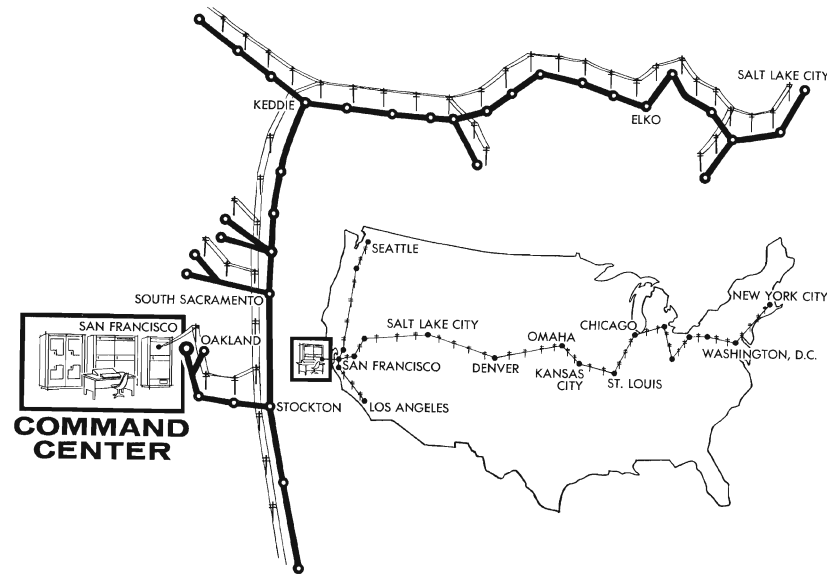 SALT LAKE CITY
KEDDIE
ELKO
SEATTLE
SOUTH SACRAMENTO
NEW YORK CITY
SAN FRANCISCO
OAKLAND
SALT LAKE CITY
OMAHA
CHICAGO
SAN FRANCISCO
DENVER
KANSAS
CITY
ST. LOUIS
WASHINGTON, D.C.
STOCKTON
LOS ANGELES
COMMAND
CENTER